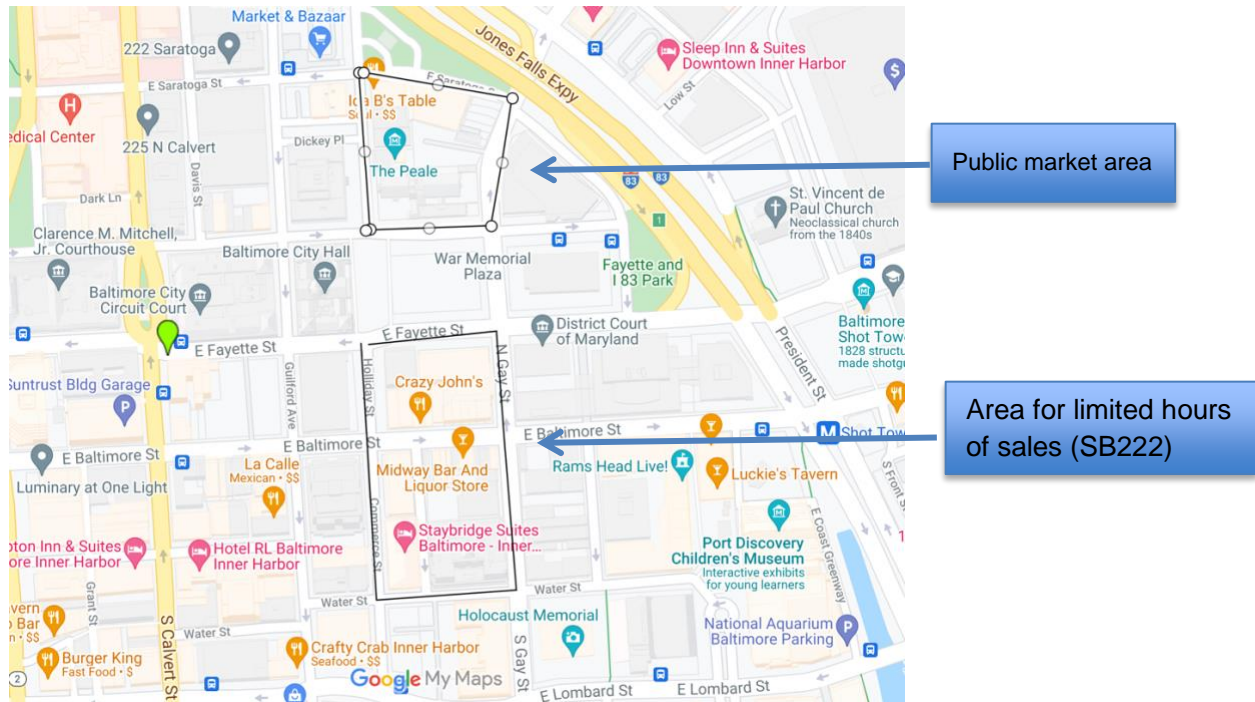 Market & Bazaar
222 Saratoga
Jones Falls Expy
Sleep Inn & Suites
Downtown Inner Harbor
E Saratoga St
E Saratoga St
Low St
Ida B's Table
Soul • $$
edical Center
225 N Calvert
Dickey Pl
The Peale
Davis St
Public market area
83
83
1
Dark Ln
St. Vincent de
Paul Church
Neoclassical church
from the 1840s
Clarence M. Mitchell,
Jr. Courthouse
Baltimore City Hall
War Memorial
Plaza
Fayette and
I 83 Park
Baltimore City
Circuit Court
E Fayette St
E Fayette St
District Court
of Maryland
President St
Baltimore
Shot Tow
1828 structu
made shotgu
Suntrust Bldg Garage
P
Guilford Ave
Holliday St
N Gay St
Crazy John's
E Baltimore St
E Baltimore St
E Baltimore St
M
Shot Tow
Area for limited hours
of sales (SB222)
Luminary at One Light
La Calle
Mexican • $$
Midway Bar And
Liquor Store
Rams Head Live!
Luckie's Tavern
S Front St
Commerce St
Staybridge Suites
Baltimore - Inner...
pton Inn & Suites
ore Inner Harbor
Hotel RL Baltimore
Inner Harbor
Port Discovery
Children's Museum
Interactive exhibits
for young learners
E Coast Greenway
1
Grant St
Water St
Water St
Water St
vern
o Bar
n • $$
S Calvert St
Holocaust Memorial
S Gay St
National Aquarium
Baltimore Parking
P
Burger King
Fast Food • $
Crafty Crab Inner Harbor
Seafood • $$
2
Google My Maps
E Lombard St
E Lombard St